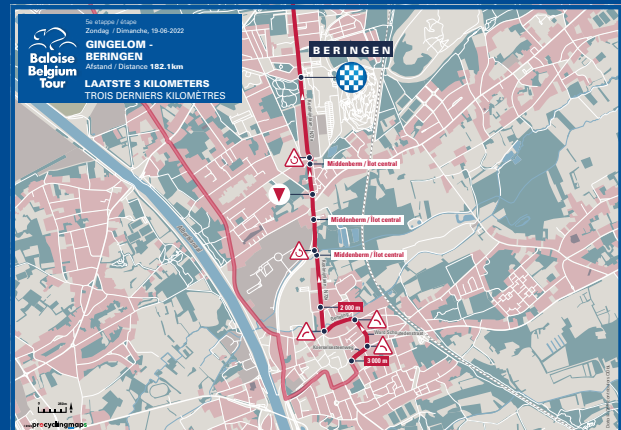 5e etappe / étape
Zondag / Dimanche, 19-06-2022
GINGELOM -
BERINGEN
Afstand / Distance 182.1km
LAATSTE 3 KILOMETERS
TROIS DERNIERS KILOMÈTRES
Baloise
Belgium
Tour
BERINGEN
Middenberm / Îlot central
Middenberm / Îlot central
Middenberm / Îlot central
2 000 m
3 000 m
precyclingmaps